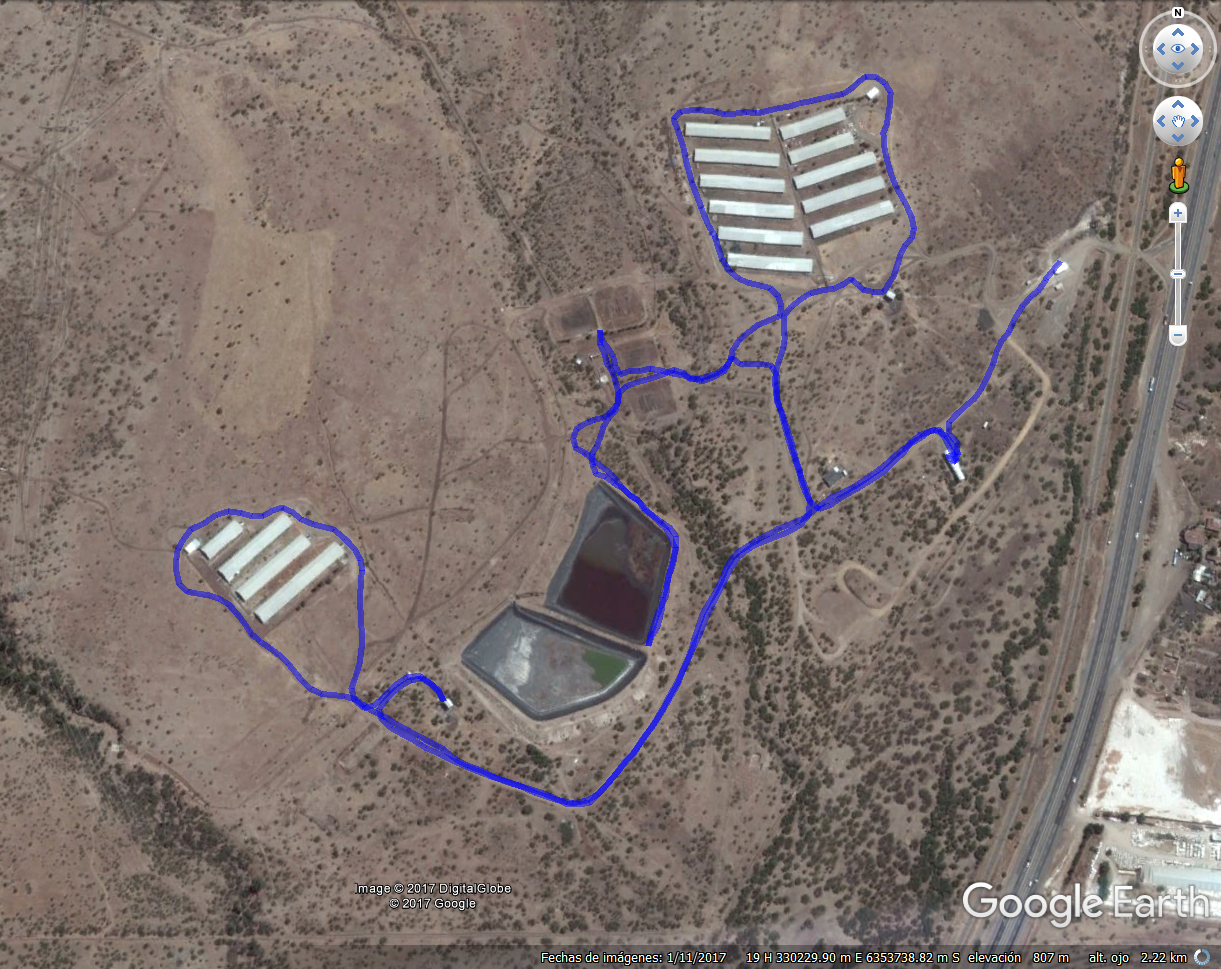 N
Image © 2017 DigitalGlobe
© 2017 Google
Google Earth
Fechas de imágenes: 1/11/2017 19 H 330229.90 m E 6353738.82 m S elevación 807 m alt. ojo 2.22 km